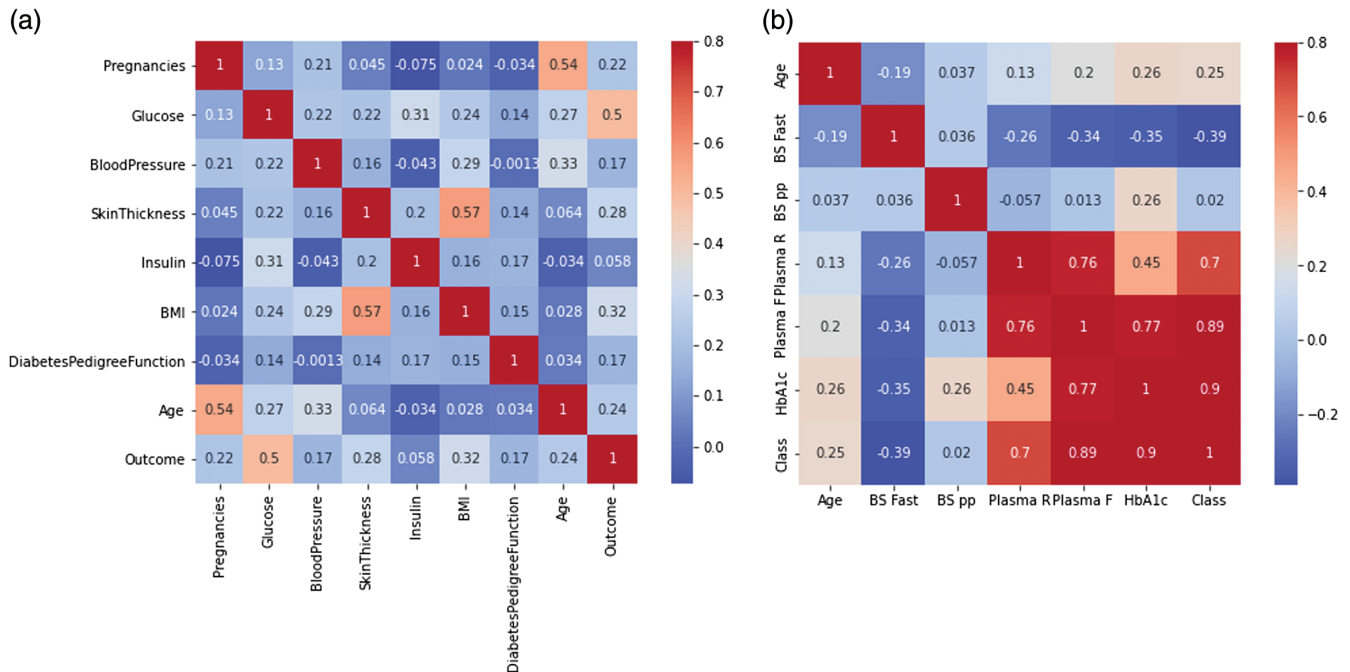 (a)
Pregnancies 1 0.13 0.21 0.045 -0.075 0.024 -0.034 0.54 0.22
Glucose 0.13 1 0.22 0.22 0.31 0.24 0.14 0.27 0.5
BloodPressure 0.21 0.22 1 0.16 -0.043 0.29 -0.0013 0.33 0.17
SkinThickness 0.045 0.22 0.16 1 0.2 0.57 0.14 0.064 0.28
Insulin -0.075 0.31 -0.043 0.2 1 0.16 0.17 -0.034 0.058
BMI 0.024 0.24 0.29 0.57 0.16 1 0.15 0.028 0.32
DiabetesPedigreeFunction -0.034 0.14 -0.0013 0.14 0.17 0.15 1 0.034 0.17
Age 0.54 0.27 0.33 0.064 -0.034 0.028 0.034 1 0.24
Outcome 0.22 0.5 0.17 0.28 0.058 0.32 0.17 0.24 1
Pregnancies
Glucose
BloodPressure
SkinThickness
Insulin
BMI
DiabetesPedigreeFunction
Age
Outcome
0.8
0.7
0.6
0.5
0.4
0.3
0.2
0.1
0.0
(b)
Age 1 -0.19 0.037 0.13 0.2 0.26 0.25
BS Fast -0.19 1 0.036 -0.26 -0.34 -0.35 -0.39
BS pp 0.037 0.036 1 -0.057 0.013 0.26 0.02
Plasma R 0.13 -0.26 -0.057 1 0.76 0.45 0.7
Plasma F 0.2 -0.34 0.013 0.76 1 0.77 0.89
HbA1c 0.26 -0.35 0.26 0.45 0.77 1 0.9
Class 0.25 -0.39 0.02 0.7 0.89 0.9 1
Age BS Fast BS pp Plasma R Plasma F HbA1c Class
0.8
0.6
0.4
0.2
0.0
−0.2